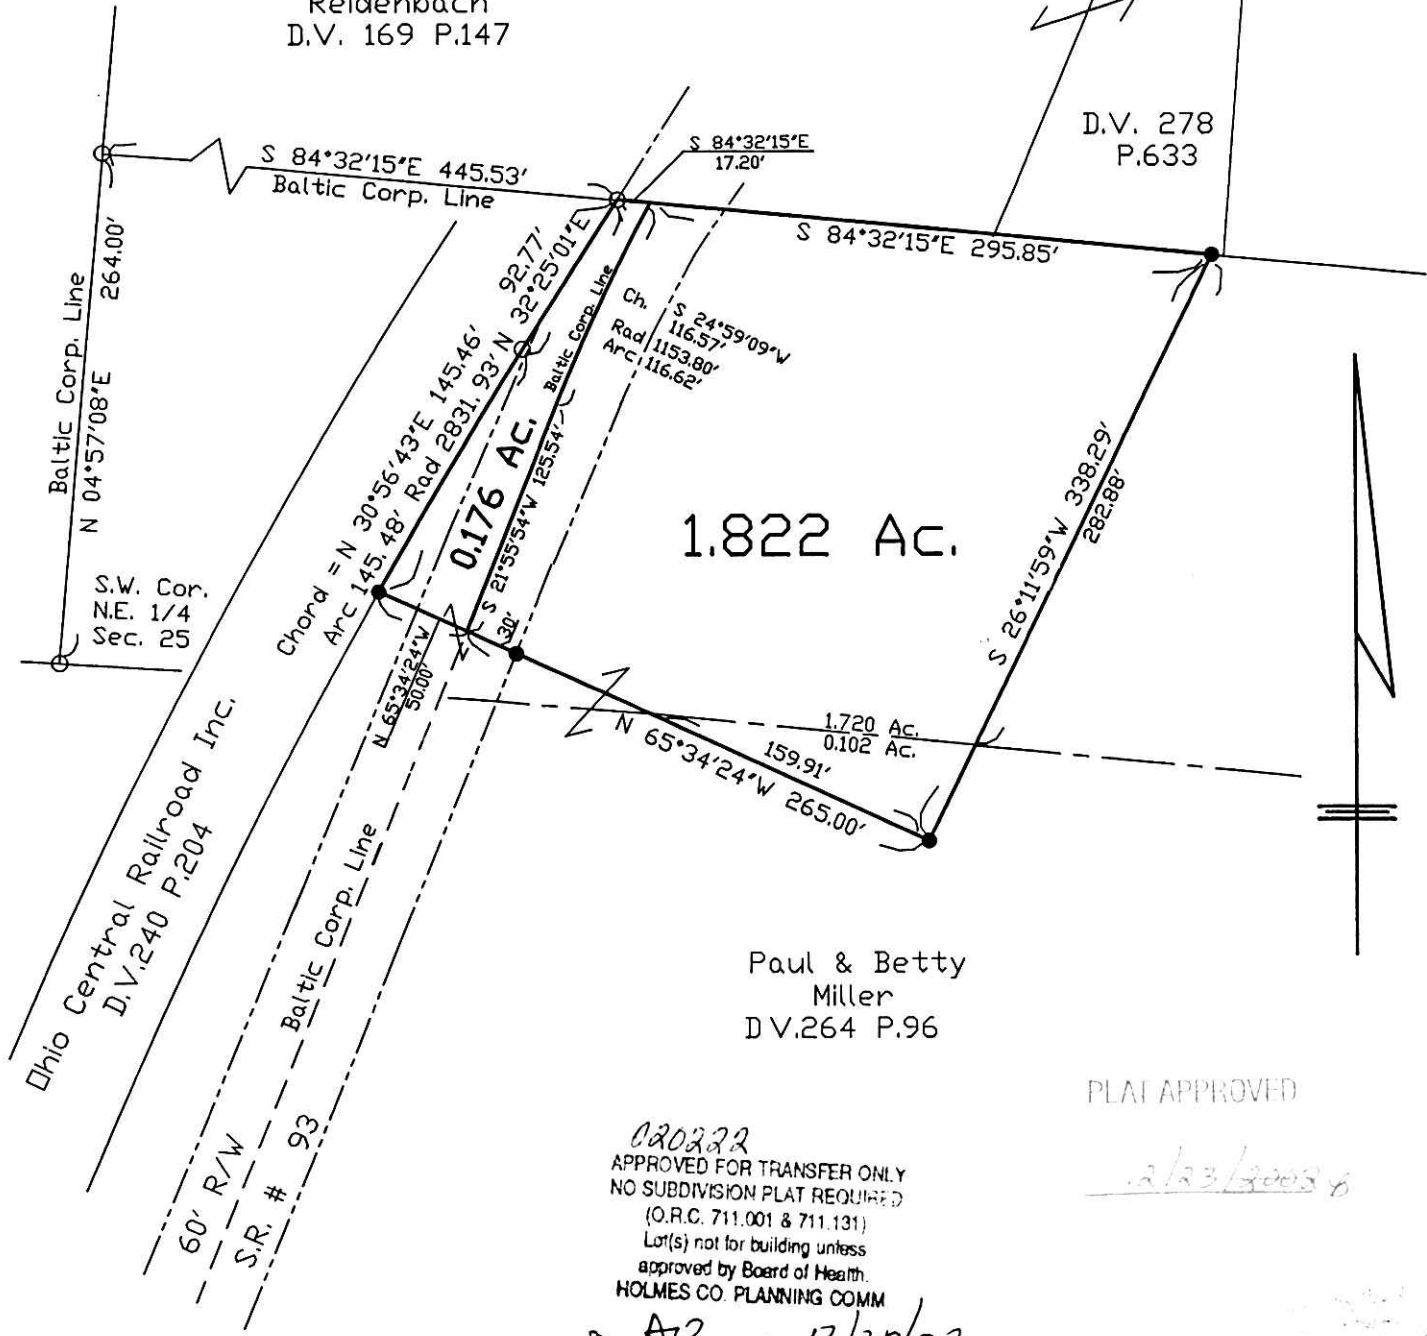 Reidenbach
D.V. 169 P.147
D.V. 278
P.633
S 84°32'15"E
17.20'
S 84°32'15"E 445.53'
Baltic Corp. Line
S 84°32'15"E 295.85'
Baltic Corp. Line
N 04°57'08"E 264.00'
S.W. Cor.
N.E. 1/4
Sec. 25
92.77'
N 32°25'01"E
Chord = N 30°56'43"E 145.46'
Arc 145.48' Rad 2831.93'
Baltic Corp. Line
Ch. S 24°59'09"W
116.57'
Rad 1153.80'
Arc 116.62'
0.176 Ac.
S 21°55'54"W 125.54'
30'
1.822 Ac.
S 26°11'59"W 338.29'
282.88'
N 65°34'24"W
50.00'
1.720 Ac.
0.102 Ac.
159.91'
N 65°34'24"W 265.00'
Ohio Central Railroad Inc.
D.V.240 P.204
Baltic Corp. Line
60' R/W
S.R. # 93
Paul & Betty
Miller
D V.264 P.96
PLAT APPROVED
020222
APPROVED FOR TRANSFER ONLY
NO SUBDIVISION PLAT REQUIRED
(O.R.C. 711.001 & 711.131)
Lot(s) not for building unless
approved by Board of Health.
HOLMES CO. PLANNING COMM